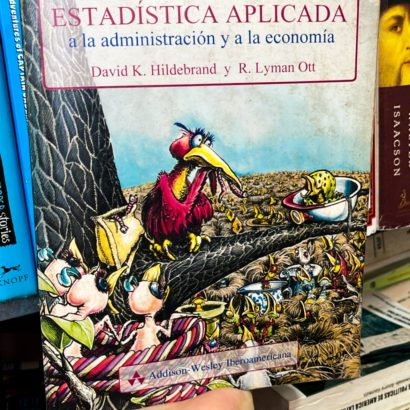 ESTADÍSTICA APLICADA
a la administración y a la economía
David K. Hildebrand y R. Lyman Ott
Addison-Wesley Iberoamericana
ISAACSON
KNOPF